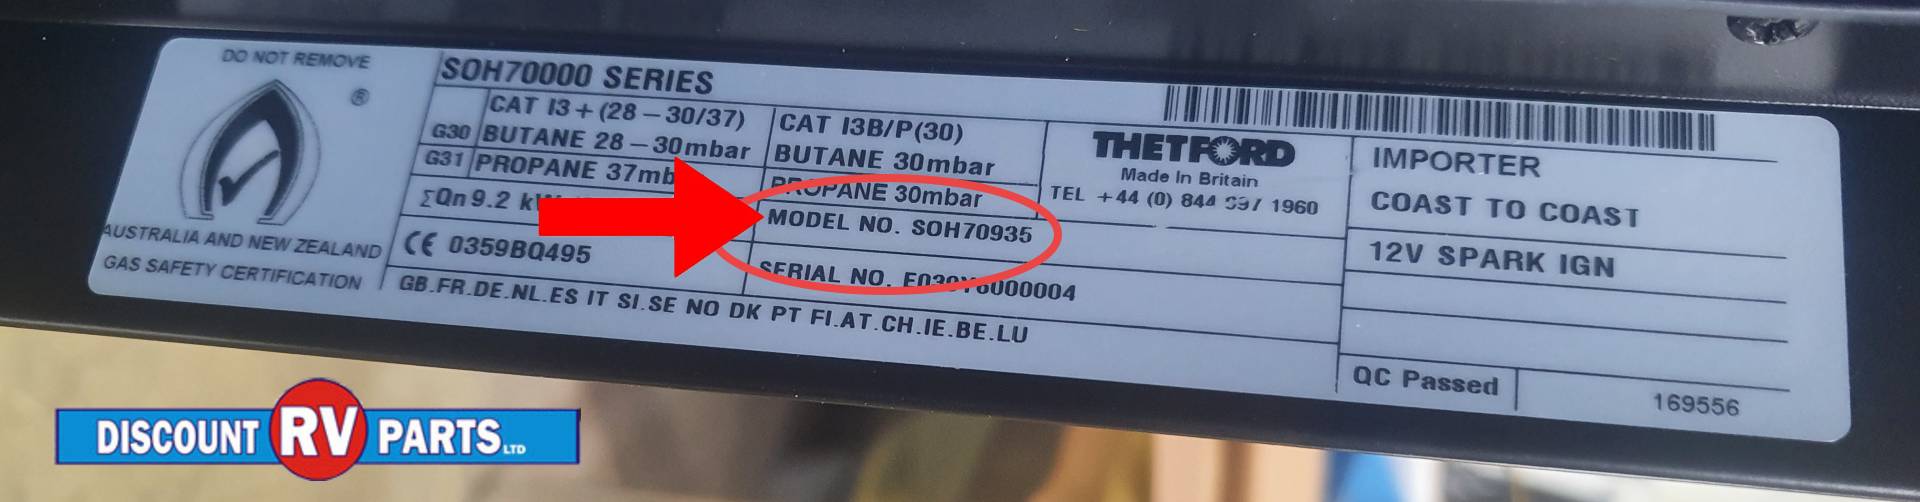 DO NOT REMOVE
®
AUSTRALIA AND NEW ZEALAND
GAS SAFETY CERTIFICATION
SOH70000 SERIES
CAT I3+(28-30/37)
G30 BUTANE 28-30mbar
G31 PROPANE 37mb
ΣQn 9.2
CE 0359BQ495
GB.FR.DE.NL.ES IT SI.SE NO DK PT FI.AT.CH.IE.BE.LU
CAT I3B/P(30)
BUTANE 30mbar
PROPANE 30mbar
MODEL NO. SOH70935
SERIAL NO.
THETFORD
Made In Britain
TEL +44 (0) 844 997 1960
IMPORTER
COAST TO COAST
12V SPARK IGN
QC Passed
169556
DISCOUNT RV PARTS LTD